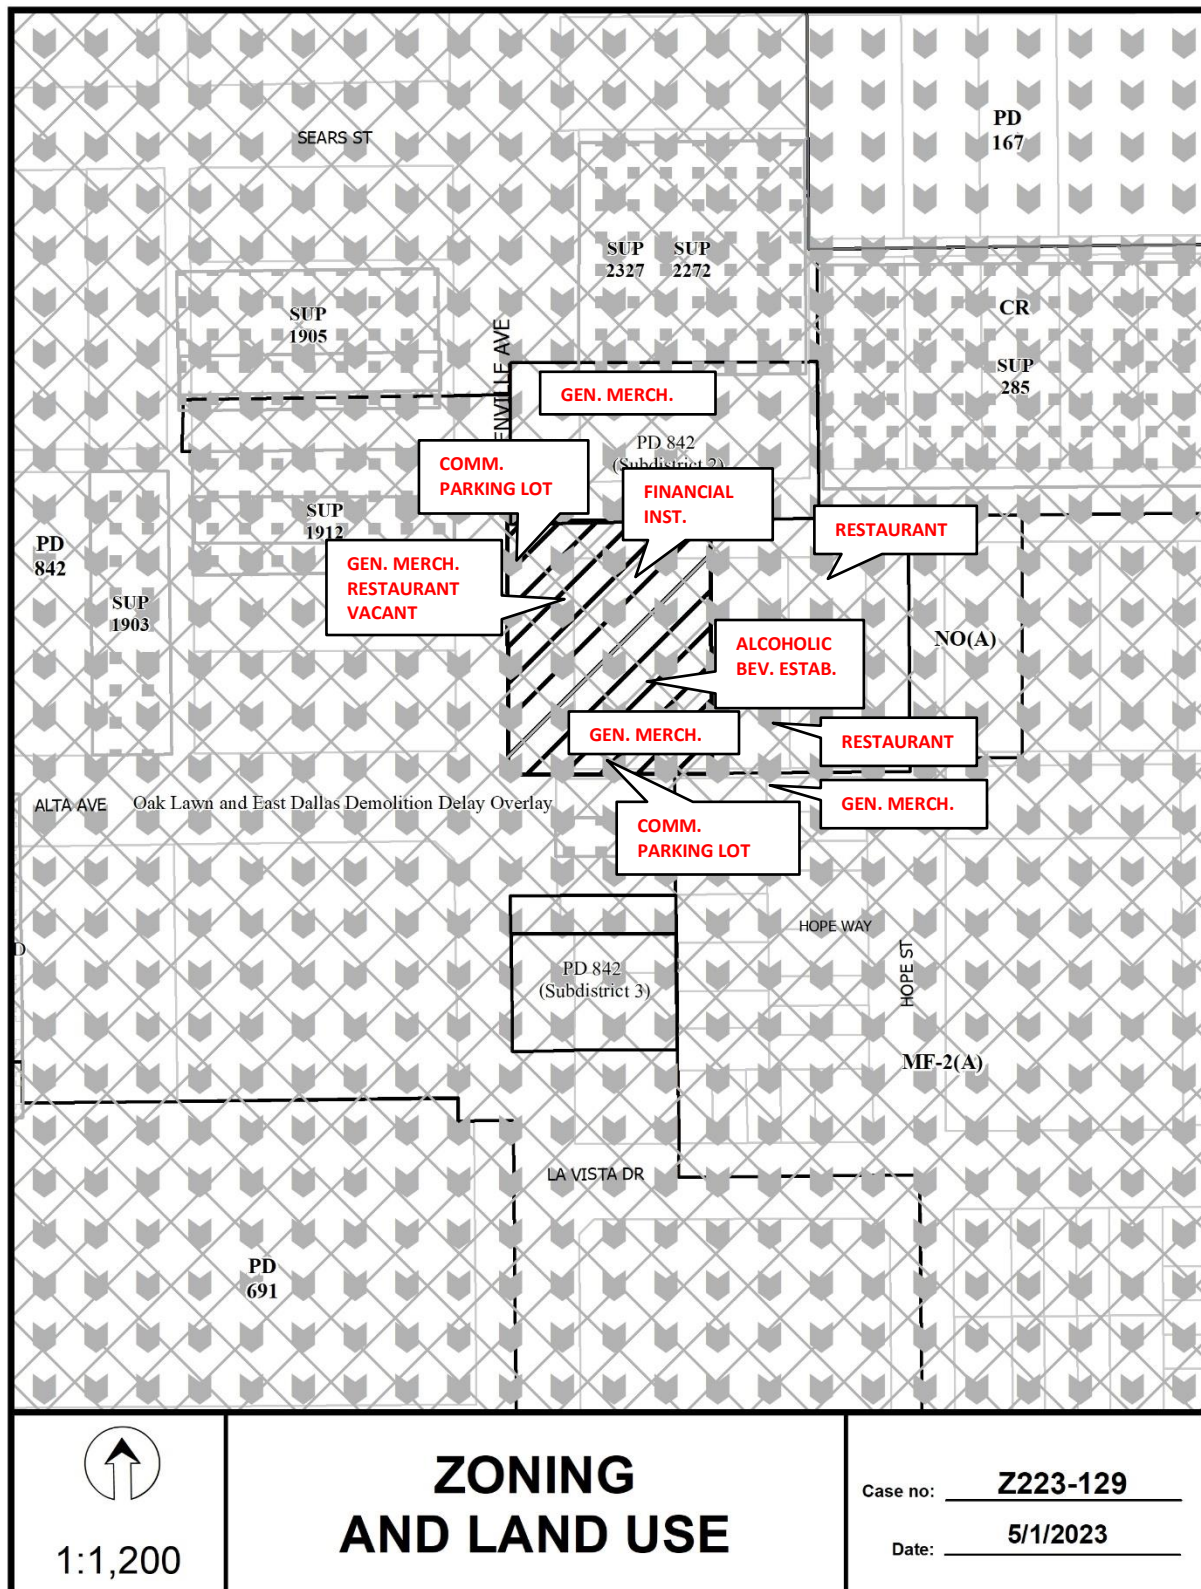 SEARS ST
PD
167
SUP
2327
SUP
2272
CR
SUP
285
SUP
1905
ENVILLE AVE
GEN. MERCH.
PD 842
(Subdistrict 2)
COMM.
PARKING LOT
FINANCIAL
INST.
RESTAURANT
SUP
1912
PD
842
GEN. MERCH.
RESTAURANT
VACANT
SUP
1903
NO(A)
ALCOHOLIC
BEV. ESTAB.
GEN. MERCH.
RESTAURANT
GEN. MERCH.
ALTA AVE
Oak Lawn and East Dallas Demolition Delay Overlay
COMM.
PARKING LOT
HOPE WAY
HOPE ST
D
PD 842
(Subdistrict 3)
MF-2(A)
LA VISTA DR
PD
691
1:1,200
ZONING
AND LAND USE
Case no: Z223-129
Date: 5/1/2023